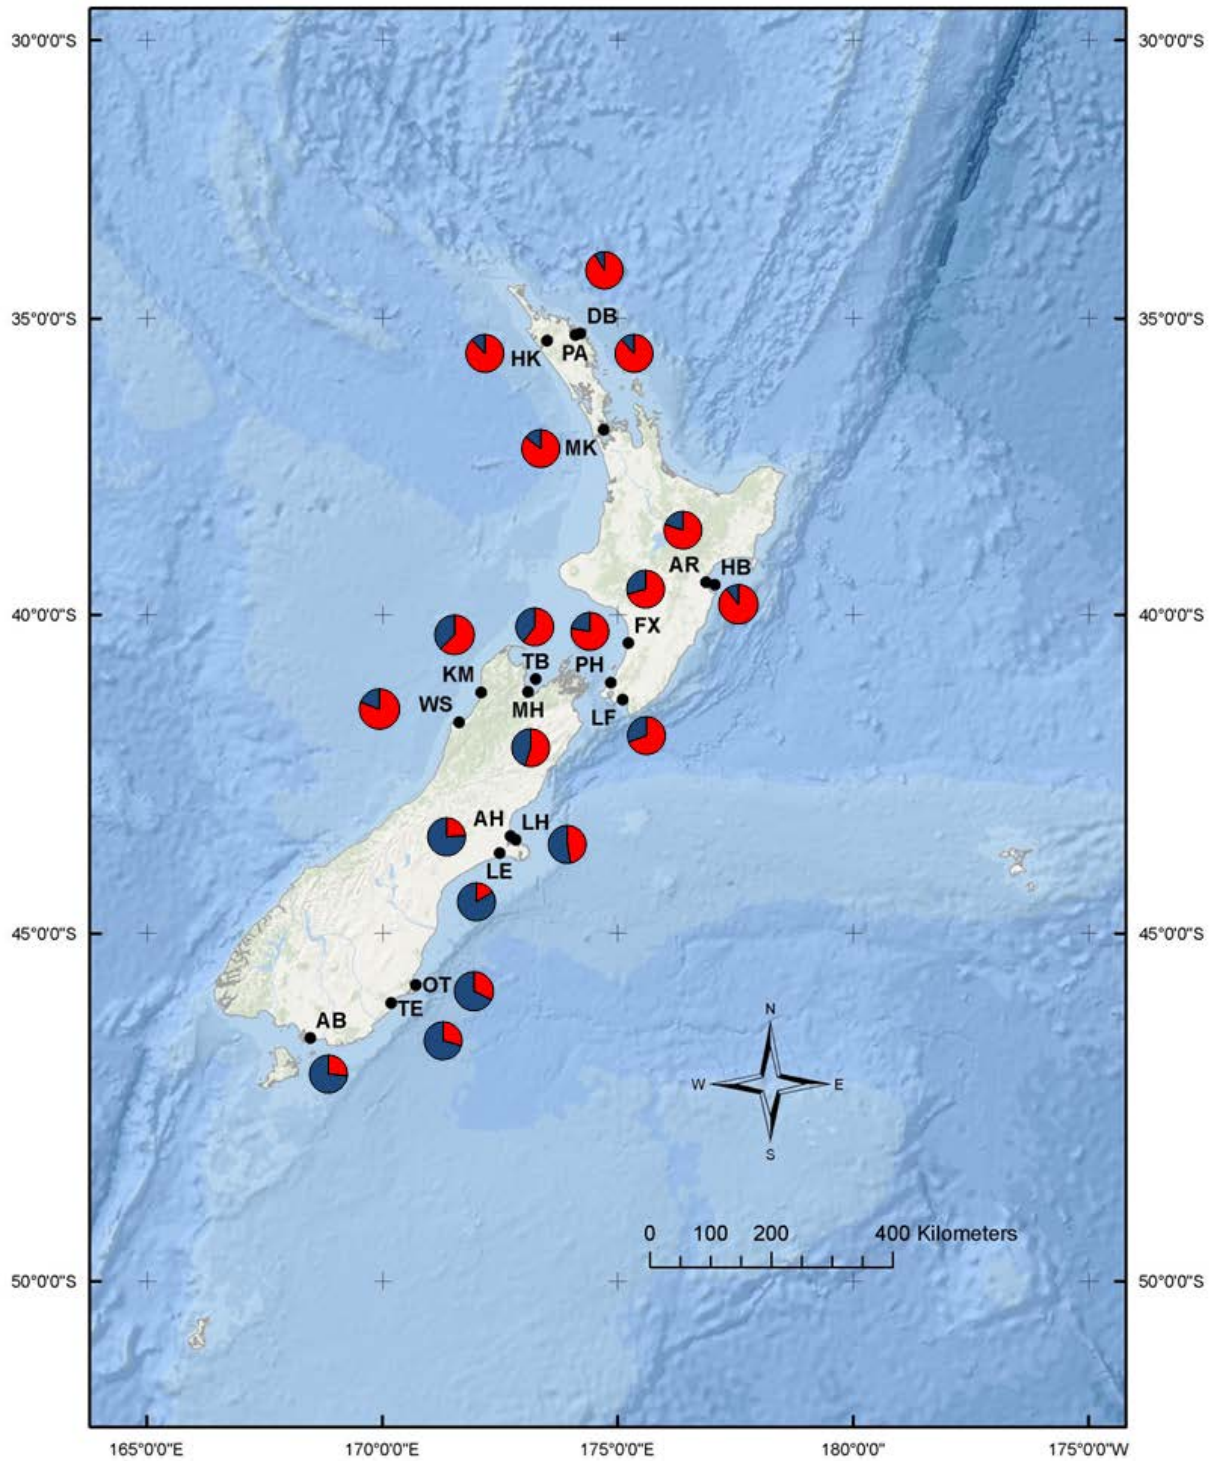 30°0'0"S 30°0'0"S
DB
35°0'0"S 35°0'0"S
HK PA
MK
AR HB
40°0'0"S 40°0'0"S
FX
TB PH
KM
WS MH LF
AH LH
LE
45°0'0"S 45°0'0"S
OT
TE
AB
N
W E
S
0 100 200 400 Kilometers
50°0'0"S 50°0'0"S
165°0'0"E 170°0'0"E 175°0'0"E 180°0'0" 175°0'0"W